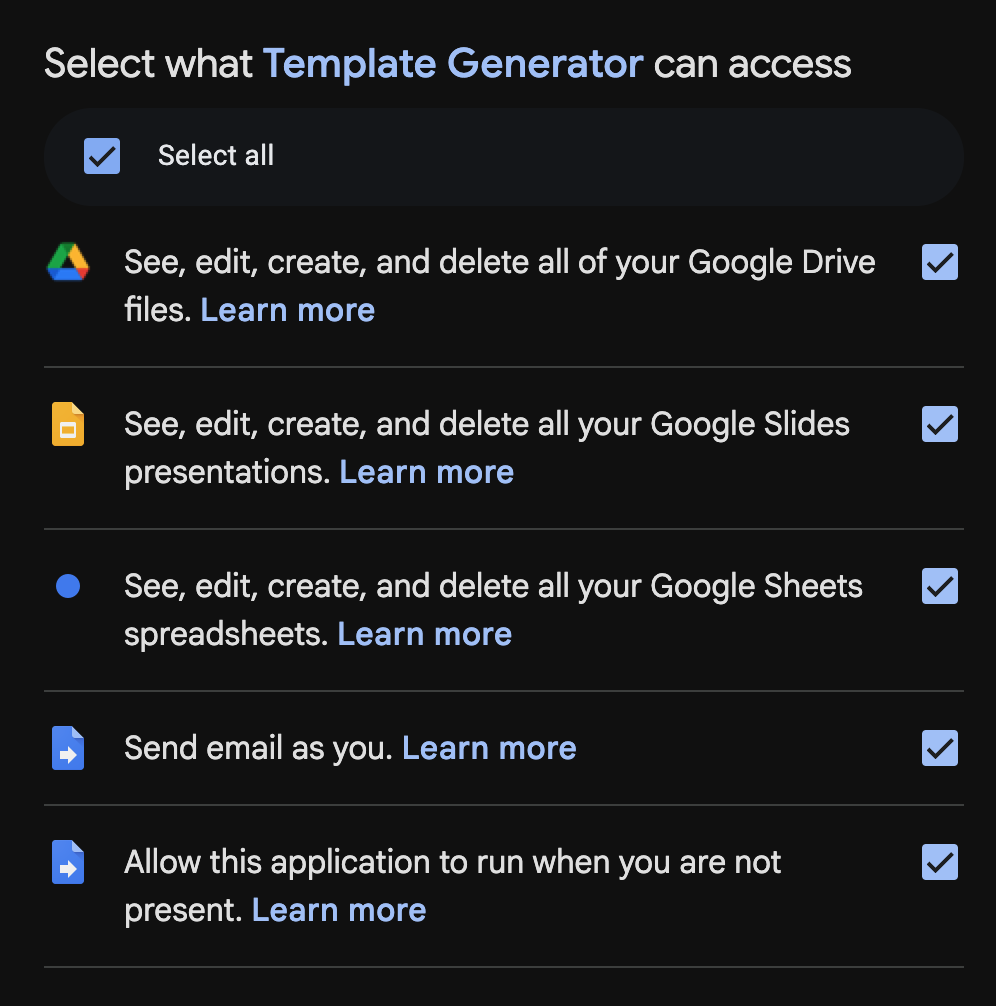 Select what Template Generator can access
Select all
See, edit, create, and delete all of your Google Drive
files. Learn more
See, edit, create, and delete all your Google Slides
presentations. Learn more
See, edit, create, and delete all your Google Sheets
spreadsheets. Learn more
Send email as you. Learn more
Allow this application to run when you are not
present. Learn more